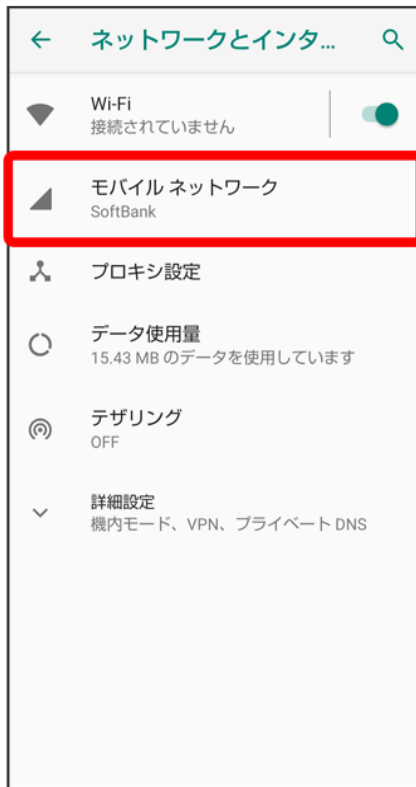 ネットワークとインタ...
Wi-Fi
接続されていません
モバイル ネットワーク
SoftBank
プロキシ設定
データ使用量
15.43 MB のデータを使用しています
テザリング
OFF
詳細設定
機内モード、VPN、プライベート DNS